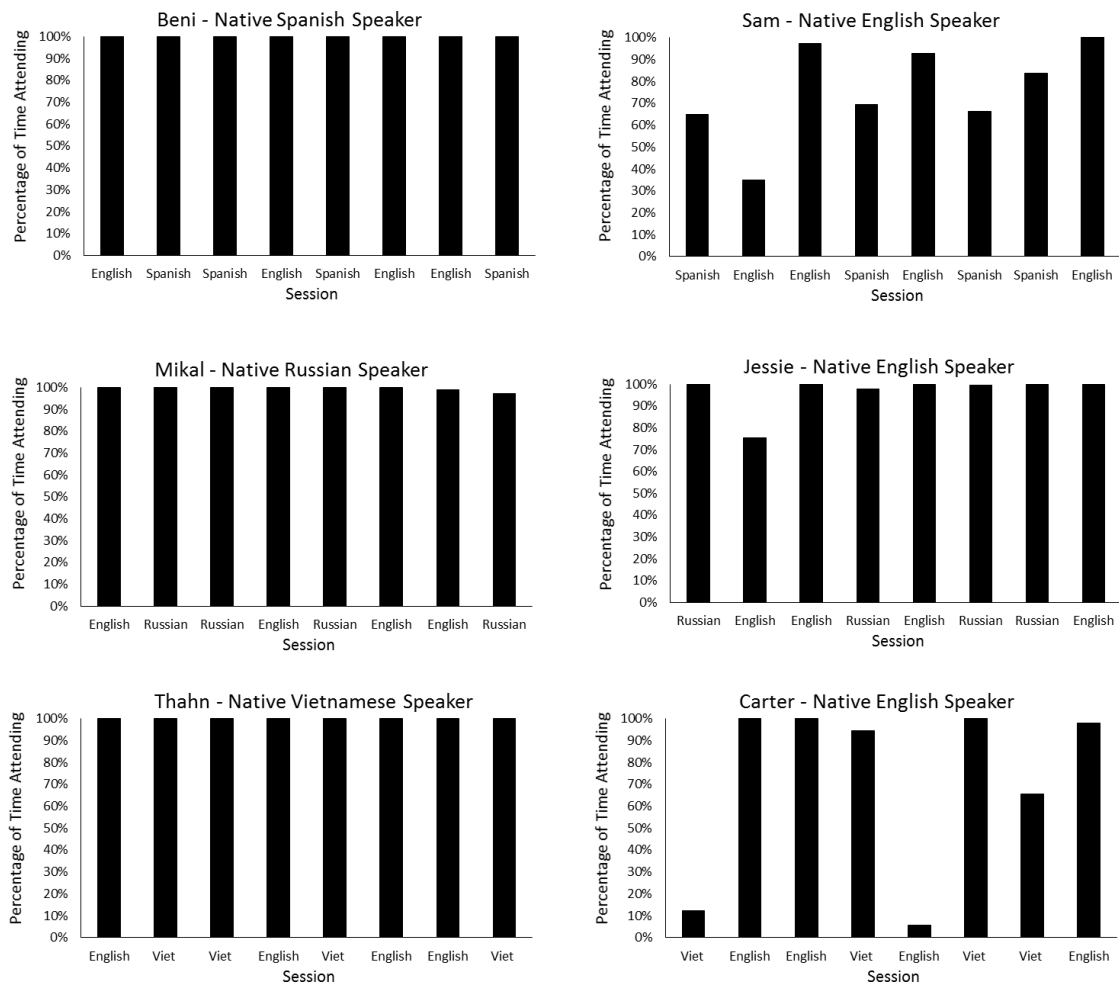 Beni - Native Spanish Speaker
Percentage of Time Attending
100%
90%
80%
70%
60%
50%
40%
30%
20%
10%
0%
English Spanish Spanish English Spanish English English Spanish
Session
Sam - Native English Speaker
Percentage of Time Attending
100%
90%
80%
70%
60%
50%
40%
30%
20%
10%
0%
Spanish English English Spanish English Spanish Spanish English
Session
Mikal - Native Russian Speaker
Percentage of Time Attending
100%
90%
80%
70%
60%
50%
40%
30%
20%
10%
0%
English Russian Russian English Russian English English Russian
Session
Jessie - Native English Speaker
Percentage of Time Attending
100%
90%
80%
70%
60%
50%
40%
30%
20%
10%
0%
Russian English English Russian English Russian Russian English
Session
Thahn - Native Vietnamese Speaker
Percentage of Time Attending
100%
90%
80%
70%
60%
50%
40%
30%
20%
10%
0%
English Viet Viet English Viet English English Viet
Session
Carter - Native English Speaker
Percentage of Time Attending
100%
90%
80%
70%
60%
50%
40%
30%
20%
10%
0%
Viet English English Viet English Viet Viet English
Session